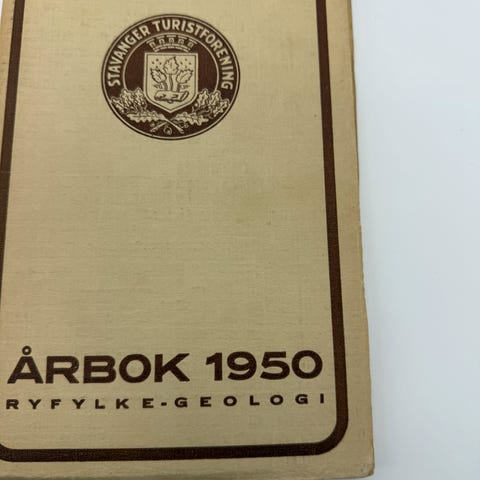 STAVANGER TURISTFORENING
ÅRBOK 1950
RYFYLKE-GEOLOGI